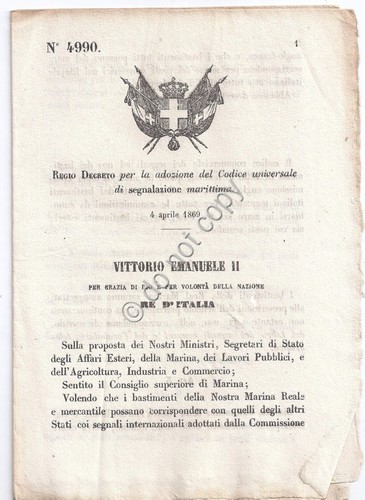 N° 4990.
1
REGIO DECRETO per la adozione del Codice universale
di segnalazione marittima.
4 aprile 1869
VITTORIO EMANUELE II
PER GRAZIA DI DIO E PER VOLONTÀ DELLA NAZIONE
RE D'ITALIA
Sulla proposta dei Nostri Ministri, Segretari di Stato
degli Affari Esteri, della Marina, dei Lavori Pubblici, e
dell'Agricoltura, Industria e Commercio;
Sentito il Consiglio superiore di Marina;
Volendo che i bastimenti della Nostra Marina Reale
e mercantile possano corrispondere con quelli degli altri
Stati coi segnali internazionali adottati dalla Commissione
do not copy